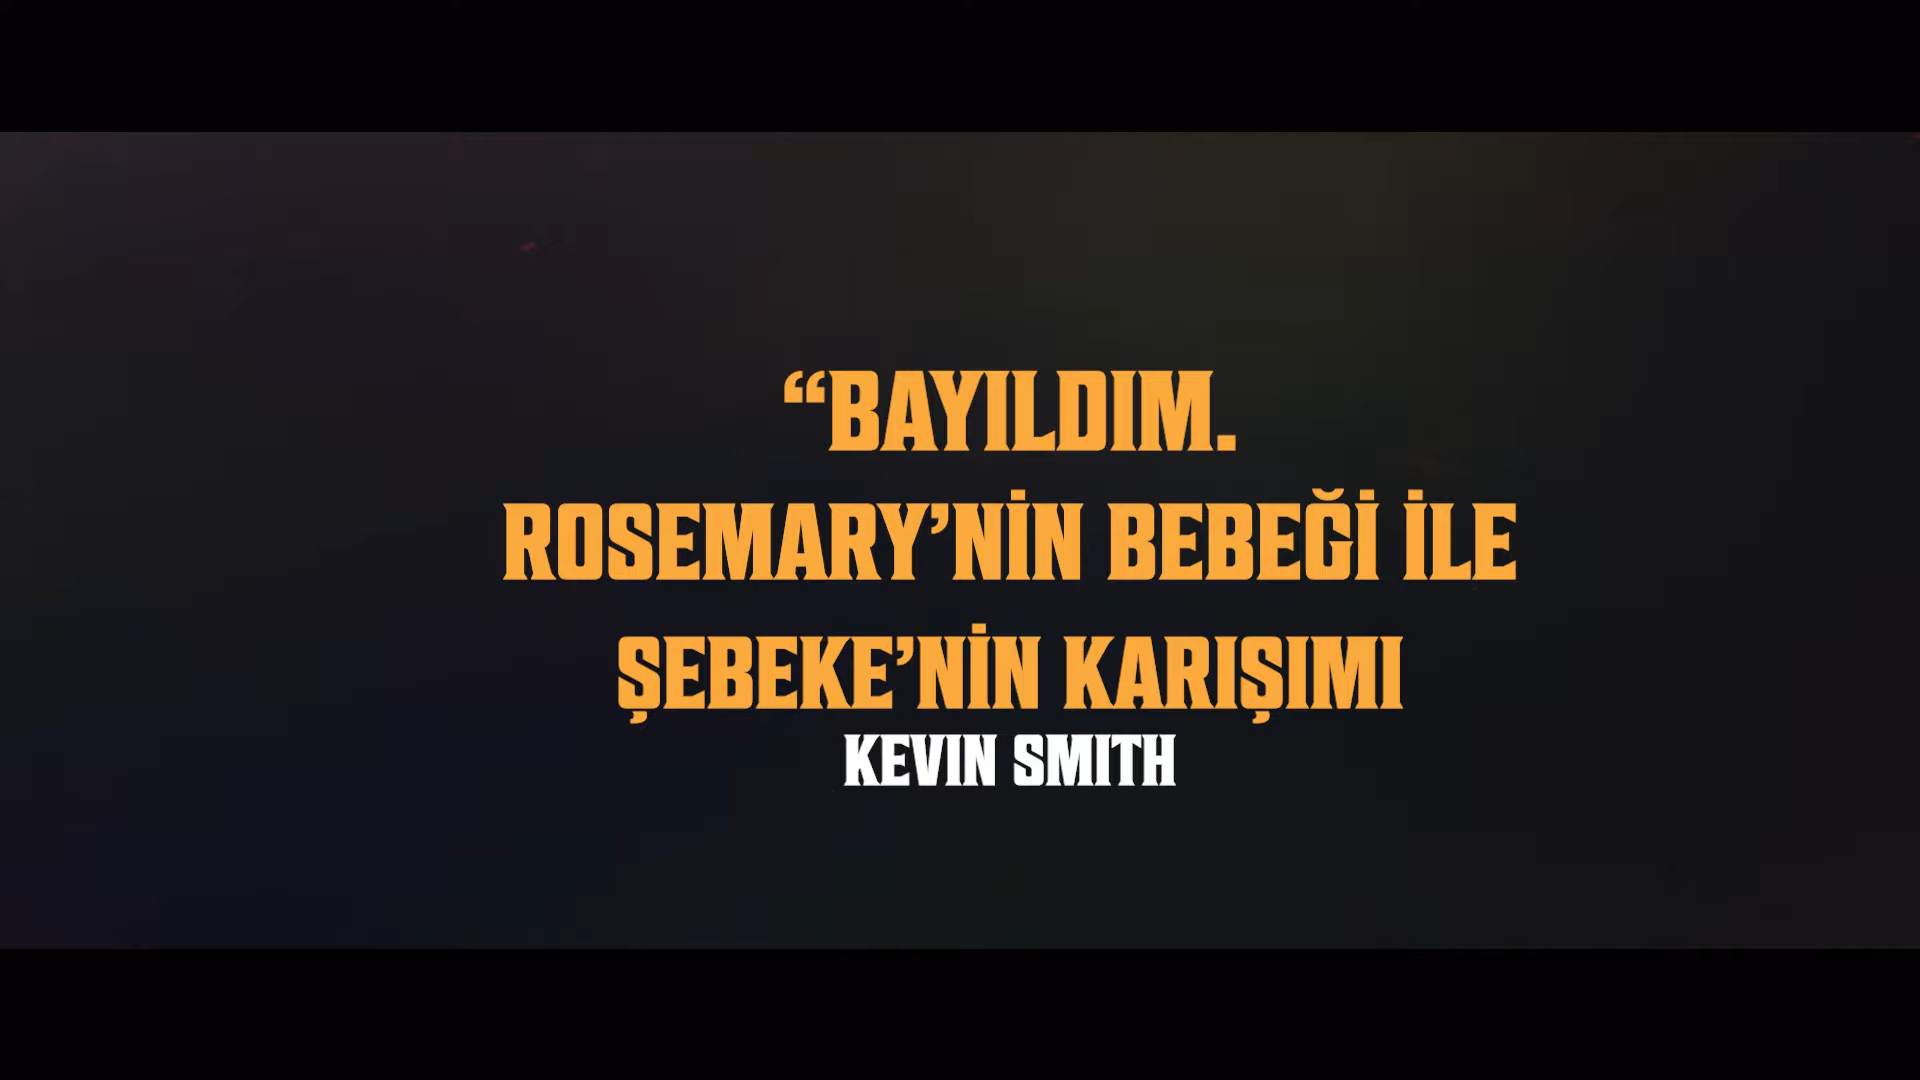 “BAYILDIM.
ROSEMARY’NİN BEBEĞİ İLE
ŞEBEKE’NİN KARIŞIMI
KEVIN SMITH